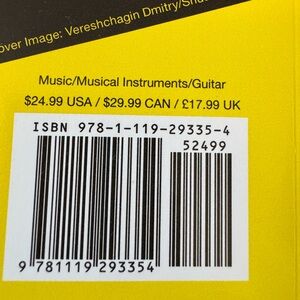 over Image: Vereshchagin Dmitry/Shut
Music/Musical Instruments/Guitar
$24.99 USA / $29.99 CAN / £17.99 UK
ISBN 978-1-119-29335-4
52499
9 781119 293354